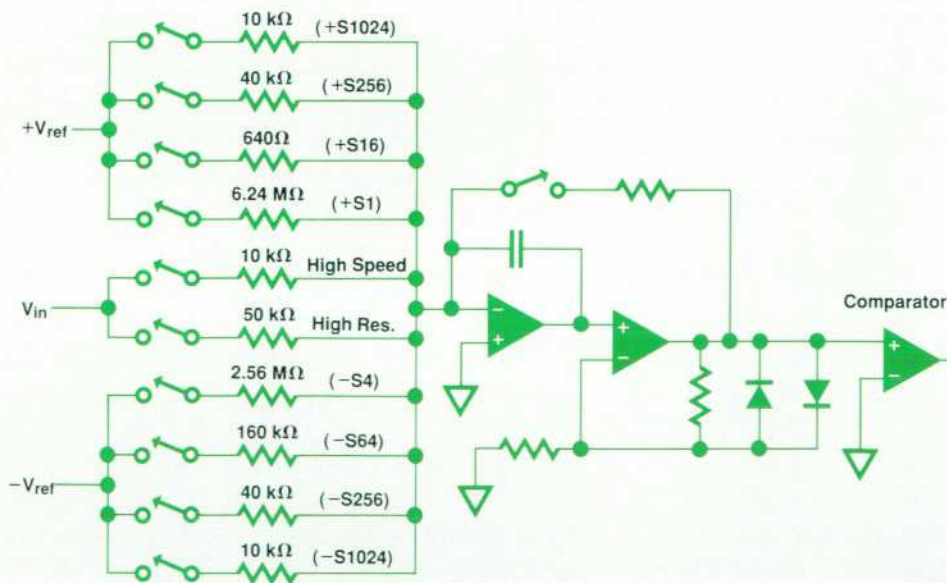 10 kΩ (+S1024)
40 kΩ (+S256)
+Vref
640Ω (+S16)
6.24 MΩ (+S1)
10 kΩ High Speed
Vin
50 kΩ High Res.
Comparator
2.56 MΩ (−S4)
160 kΩ (−S64)
−Vref
40 kΩ (−S256)
10 kΩ (−S1024)
− +
+ −
+ −